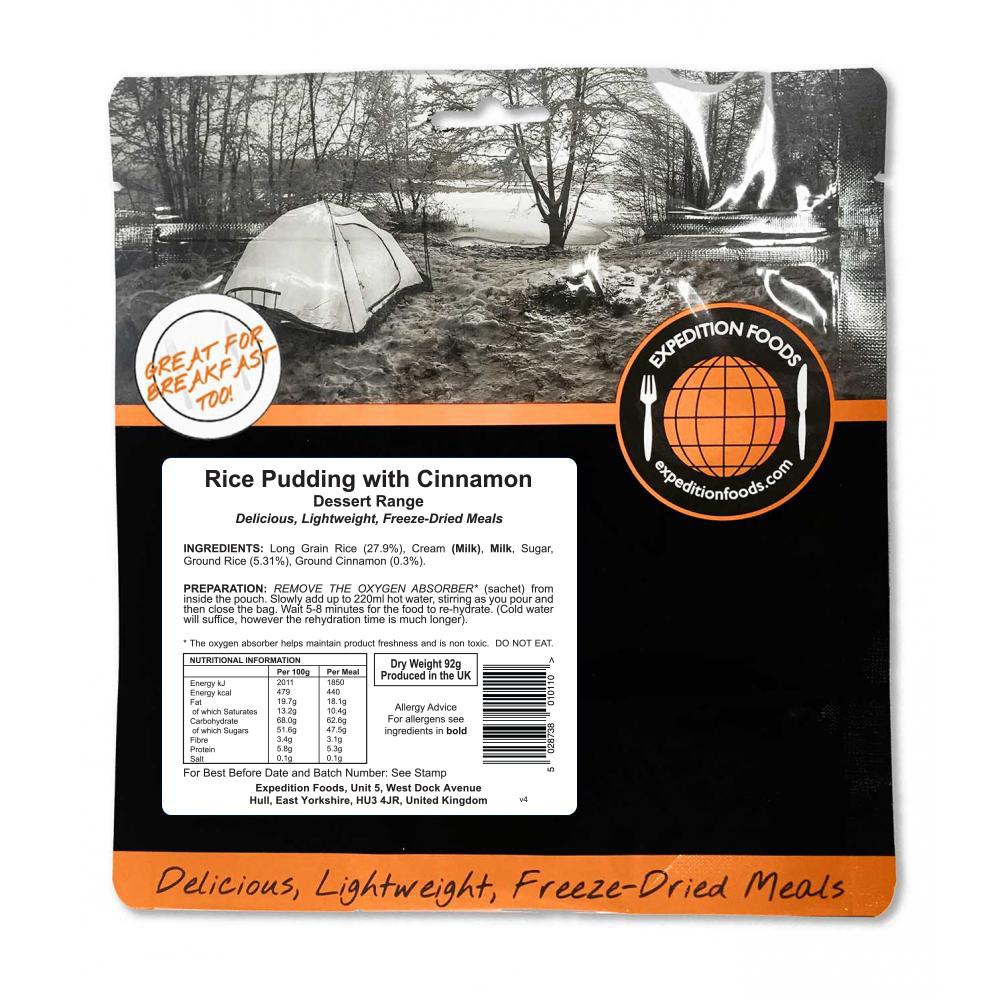 GREAT FOR
BREAKFAST
TOO!
EXPEDITION FOODS
expeditionfoods.com
Rice Pudding with Cinnamon
Dessert Range
Delicious, Lightweight, Freeze-Dried Meals
INGREDIENTS: Long Grain Rice (27.9%), Cream (Milk), Milk, Sugar,
Ground Rice (5.31%), Ground Cinnamon (0.3%).
PREPARATION: REMOVE THE OXYGEN ABSORBER* (sachet) from
inside the pouch. Slowly add up to 220ml hot water, stirring as you pour and
then close the bag. Wait 5-8 minutes for the food to re-hydrate. (Cold water
will suffice, however the rehydration time is much longer).
* The oxygen absorber helps maintain product freshness and is non toxic. DO NOT EAT.
NUTRITIONAL INFORMATION
Per 100g Per Meal
Energy kJ 2011 1850
Energy kcal 479 440
Fat 19.7g 18.1g
of which Saturates 13.2g 10.4g
Carbohydrate 68.0g 62.6g
of which Sugars 51.6g 47.5g
Fibre 3.4g 3.1g
Protein 5.8g 5.3g
Salt 0.1g 0.1g
Dry Weight 92g
Produced in the UK
Allergy Advice
For allergens see
ingredients in bold
5 028738 010110 >
For Best Before Date and Batch Number: See Stamp
Expedition Foods, Unit 5, West Dock Avenue
Hull, East Yorkshire, HU3 4JR, United Kingdom v4
Delicious, Lightweight, Freeze-Dried Meals